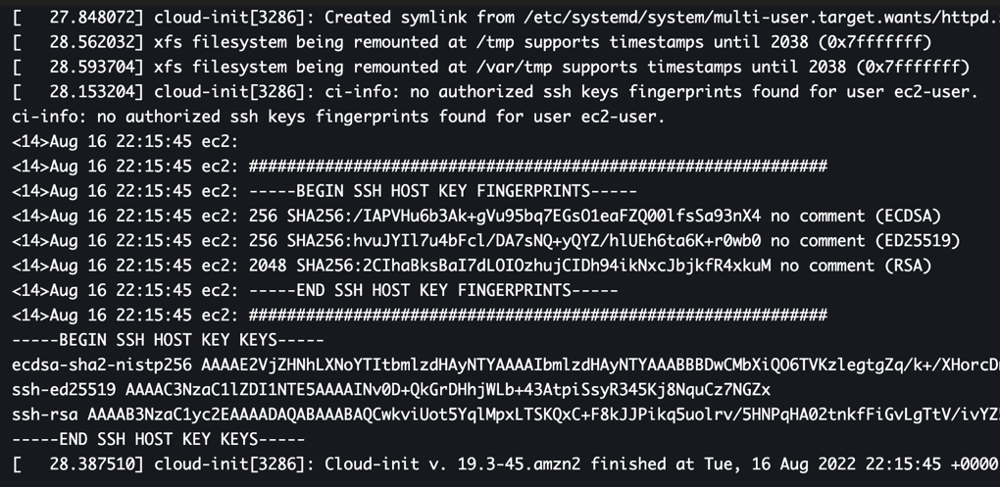 [   27.848072] cloud-init[3286]: Created symlink from /etc/systemd/system/multi-user.target.wants/httpd.s
[   28.562032] xfs filesystem being remounted at /tmp supports timestamps until 2038 (0x7fffffff)
[   28.593704] xfs filesystem being remounted at /var/tmp supports timestamps until 2038 (0x7fffffff)
[   28.153204] cloud-init[3286]: ci-info: no authorized ssh keys fingerprints found for user ec2-user.
ci-info: no authorized ssh keys fingerprints found for user ec2-user.
<14>Aug 16 22:15:45 ec2:
<14>Aug 16 22:15:45 ec2: #############################################################
<14>Aug 16 22:15:45 ec2: -----BEGIN SSH HOST KEY FINGERPRINTS-----
<14>Aug 16 22:15:45 ec2: 256 SHA256:/IAPVHu6b3Ak+gVu95bq7EGsO1eaFZQ00lfsSa93nX4 no comment (ECDSA)
<14>Aug 16 22:15:45 ec2: 256 SHA256:hvuJYIl7u4bFcl/DA7sNQ+yQYZ/hlUEh6ta6K+r0wb0 no comment (ED25519)
<14>Aug 16 22:15:45 ec2: 2048 SHA256:2CIhaBksBaI7dLOIOzhujCIDh94ikNxcJbjkfR4xkuM no comment (RSA)
<14>Aug 16 22:15:45 ec2: -----END SSH HOST KEY FINGERPRINTS-----
<14>Aug 16 22:15:45 ec2: #############################################################
-----BEGIN SSH HOST KEY KEYS-----
ecdsa-sha2-nistp256 AAAAE2VjZHNhLXNoYTItbmlzdHAyNTYAAAAIbmlzdHAyNTYAAABBBDwCMbXiQO6TVKzlegtgZq/k+/XHorcDm
ssh-ed25519 AAAAC3NzaC1lZDI1NTE5AAAAINv0D+QkGrDHhjWLb+43AtpiSsyR345Kj8NquCz7NGZx
ssh-rsa AAAAB3NzaC1yc2EAAAADAQABAAABAQCwkviUot5YqlMpxLTSKQxC+F8kJJPikq5uolrv/5HNPqHA02tnkfFiGvLgTtV/ivYZ
-----END SSH HOST KEY KEYS-----
[   28.387510] cloud-init[3286]: Cloud-init v. 19.3-45.amzn2 finished at Tue, 16 Aug 2022 22:15:45 +0000